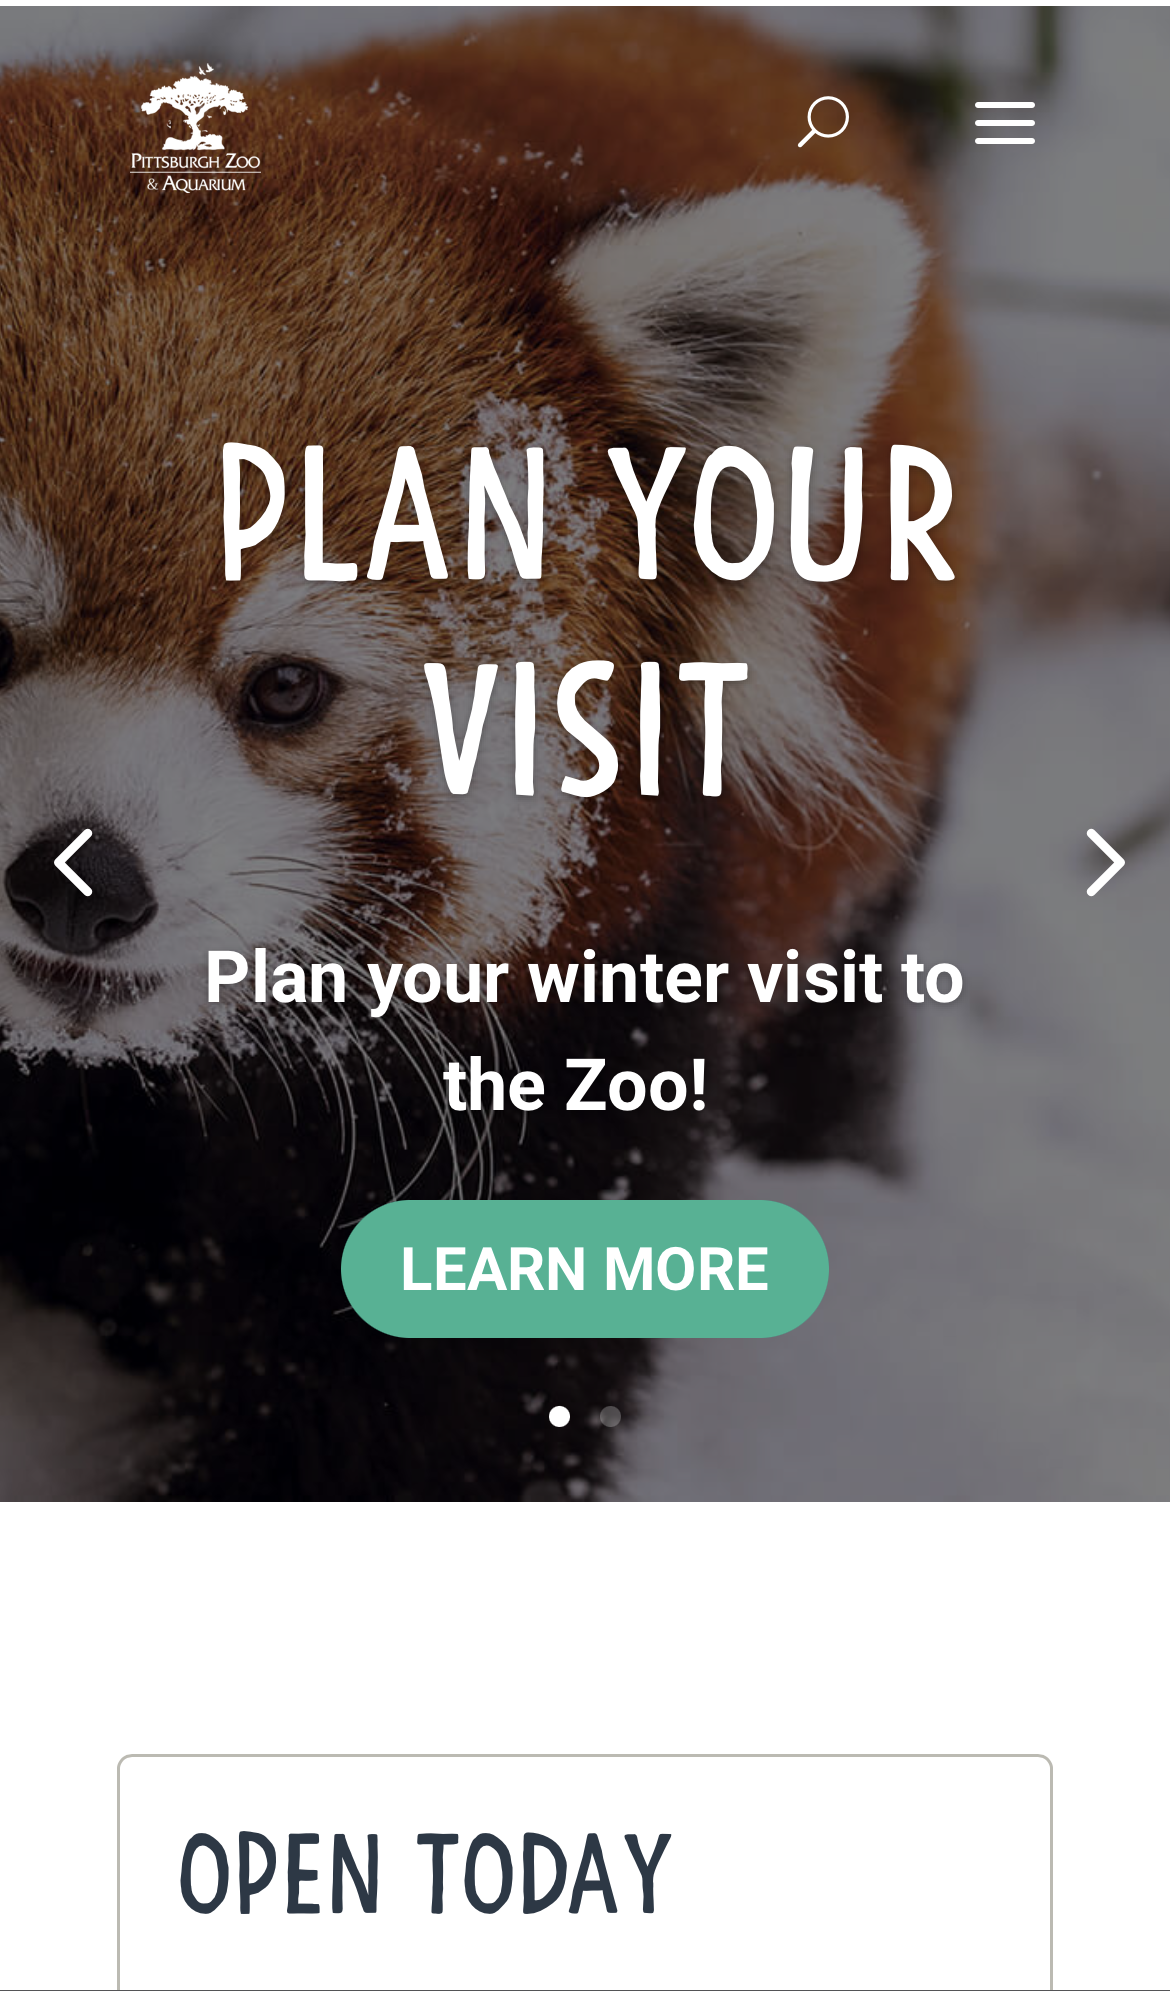 PITTSBURGH ZOO
& AQUARIUM
PLAN YOUR
VISIT
Plan your winter visit to
the Zoo!
LEARN MORE
OPEN TODAY